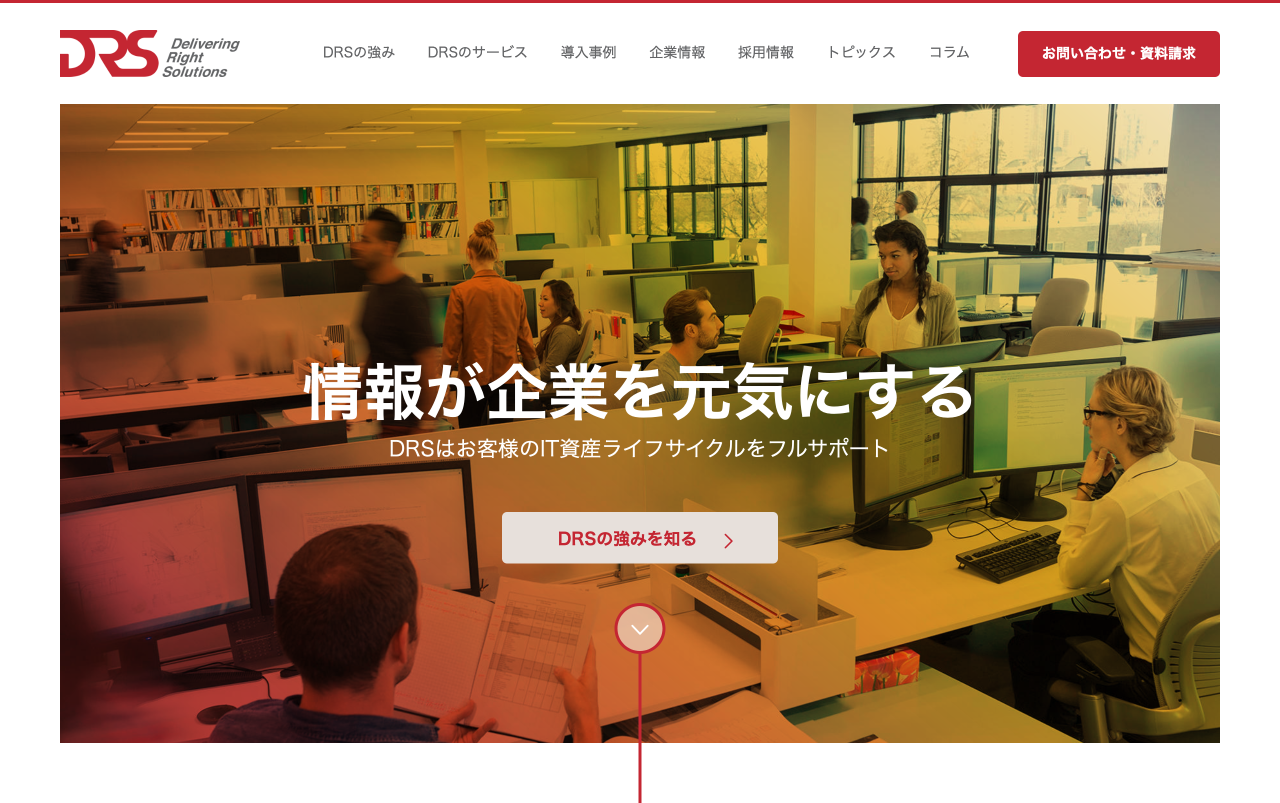 DRS
Delivering
Right
Solutions
DRSの強み
DRSのサービス
導入事例
企業情報
採用情報
トピックス
コラム
お問い合わせ・資料請求
情報が企業を元気にする
DRSはお客様のIT資産ライフサイクルをフルサポート
DRSの強みを知る